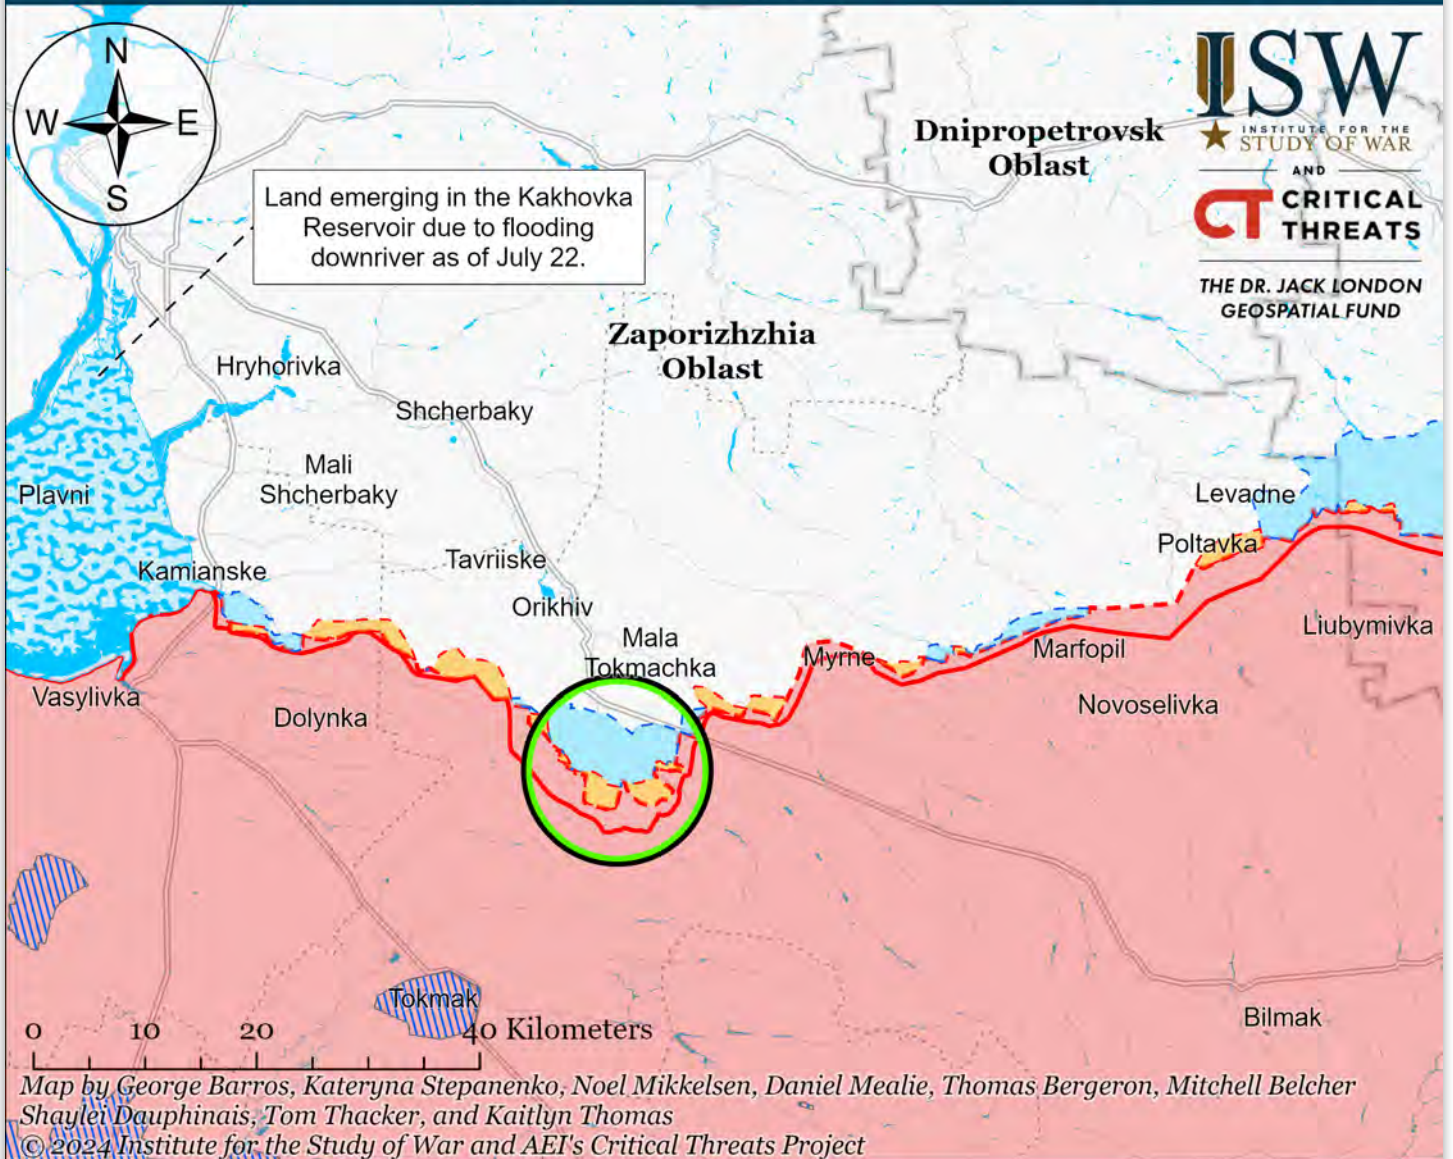 N
W
E
S
ISW
INSTITUTE FOR THE
STUDY OF WAR
AND
CT CRITICAL
THREATS
THE DR. JACK LONDON
GEOSPATIAL FUND
Dnipropetrovsk
Oblast
Land emerging in the Kakhovka
Reservoir due to flooding
downriver as of July 22.
Zaporizhzhia
Oblast
Hryhorivka
Shcherbaky
Mali
Shcherbaky
Plavni
Levadne
Poltavka
Tavriiske
Kamianske
Orikhiv
Liubymivka
Mala
Tokmachka
Myrne
Marfopil
Vasylivka
Novoselivka
Dolynka
Tokmak
Bilmak
0 10 20 40 Kilometers
Map by George Barros, Kateryna Stepanenko, Noel Mikkelsen, Daniel Mealie, Thomas Bergeron, Mitchell Belcher
Shaylei Dauphinais, Tom Thacker, and Kaitlyn Thomas
© 2024 Institute for the Study of War and AEI's Critical Threats Project